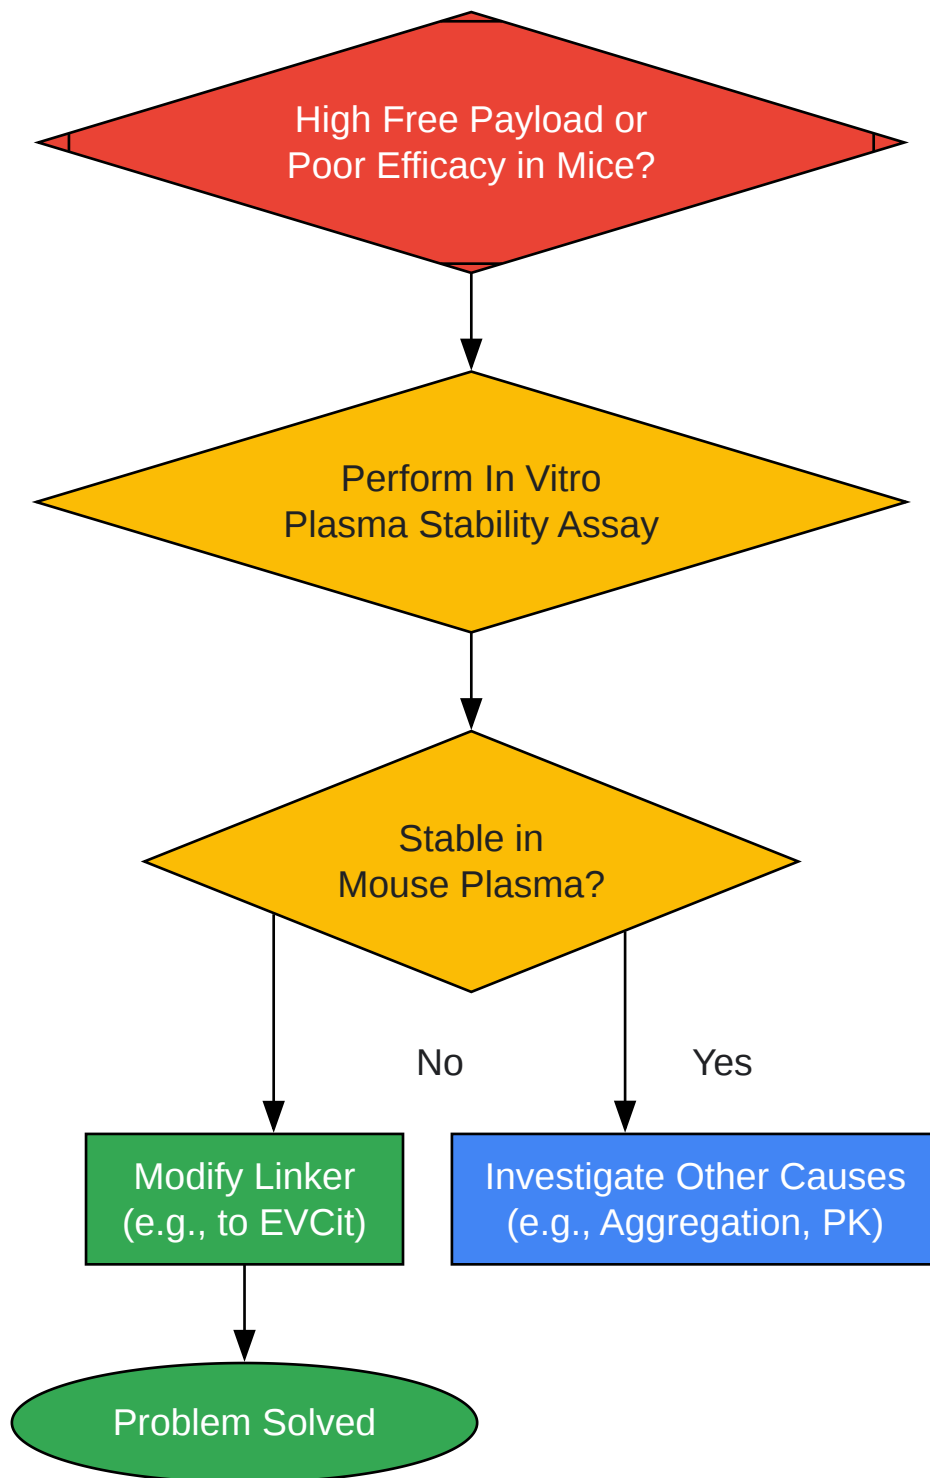 High Free Payload or
Poor Efficacy in Mice?
Perform In Vitro
Plasma Stability Assay
Stable in
Mouse Plasma?
No
Yes
Modify Linker
(e.g., to EVCit)
Investigate Other Causes
(e.g., Aggregation, PK)
Problem Solved